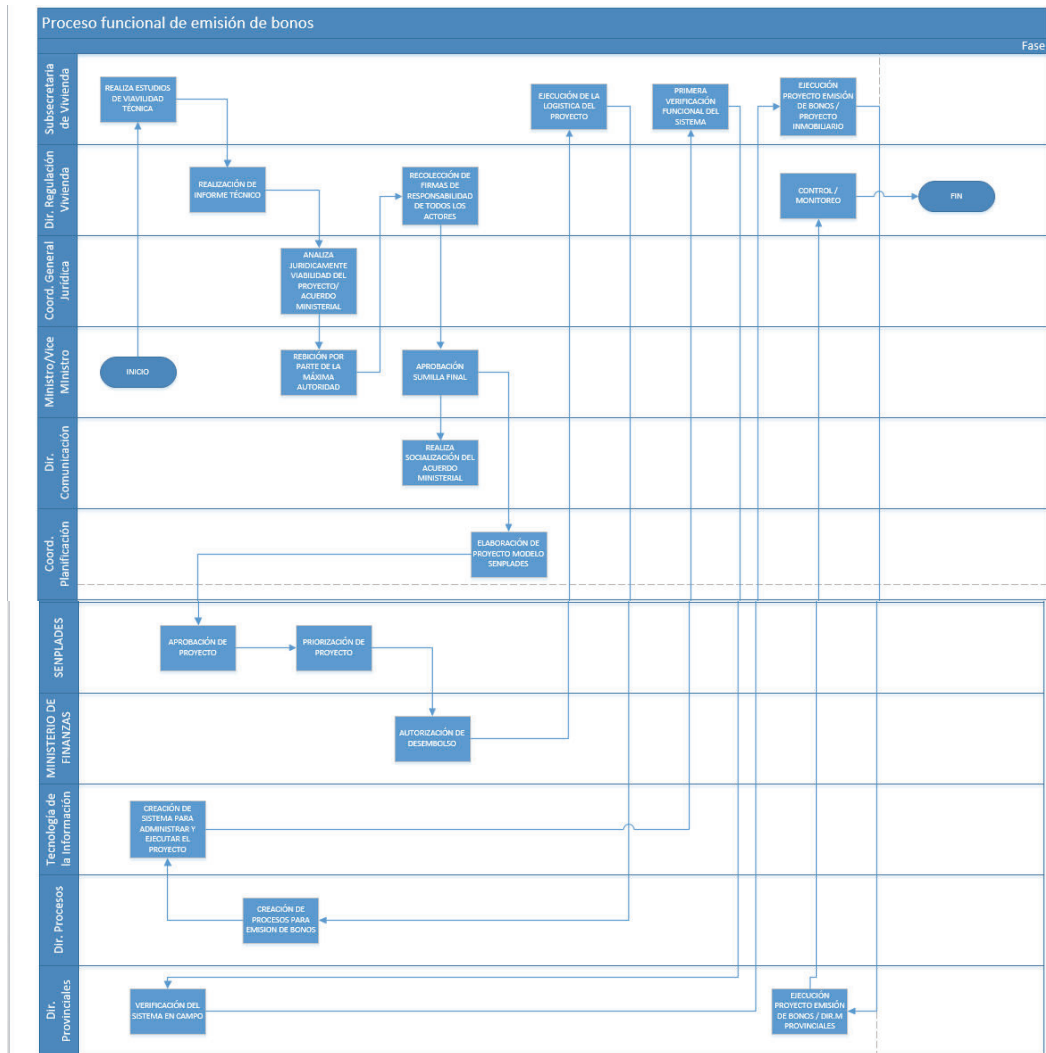 Proceso funcional de emisión de bonos
Fase
Subsecretaria
de Vivienda
REALIZA ESTUDIOS
DE VIAVILIDAD
TÉCNICA
EJECUCIÓN DE LA
LOGISTICA DEL
PROYECTO
PRIMERA
VERIFICACIÓN
FUNCIONAL DEL
SISTEMA
EJECUCIÓN
PROYECTO EMISIÓN
DE BONOS /
PROYECTO
INMOBILIARIO
Dir. Regulación
Vivienda
REALIZACIÓN DE
INFORME TÉCNICO
RECOLECCIÓN DE
FIRMAS DE
RESPONSABILIDAD
DE TODOS LOS
ACTORES
CONTROL /
MONITOREO
FIN
Coord. General
Jurídica
ANALIZA
JURIDICAMENTE
VIABILIDAD DEL
PROYECTO/
ACUERDO
MINISTERIAL
Ministro/Vice
MInistro
INICIO
REBICIÓN POR
PARTE DE LA
MÁXIMA
AUTORIDAD
APROBACIÓN
SUMILLA FINAL
Dir.
Comunicación
REALIZA
SOCIALIZACIÓN DEL
ACUERDO
MINISTERIAL
Coord.
Planificación
ELABORACIÓN DE
PROYECTO MODELO
SENPLADES
SENPLADES
APROBACIÓN DE
PROYECTO
PRIORIZACIÓN DE
PROYECTO
MINISTERIO DE
FINANZAS
AUTORIZACIÓN DE
DESEMBOLSO
Tecnología de
la Información
CREACIÓN DE
SISTEMA PARA
ADMINISTRAR Y
EJECUTAR EL
PROYECTO
Dir. Procesos
CREACIÓN DE
PROCESOS PARA
EMISION DE BONOS
Dir.
Provinciales
VERIFICACIÓN DEL
SISTEMA EN CAMPO
EJECUCIÓN
PROYECTO EMISIÓN
DE BONOS / DIR.M
PROVINCIALES